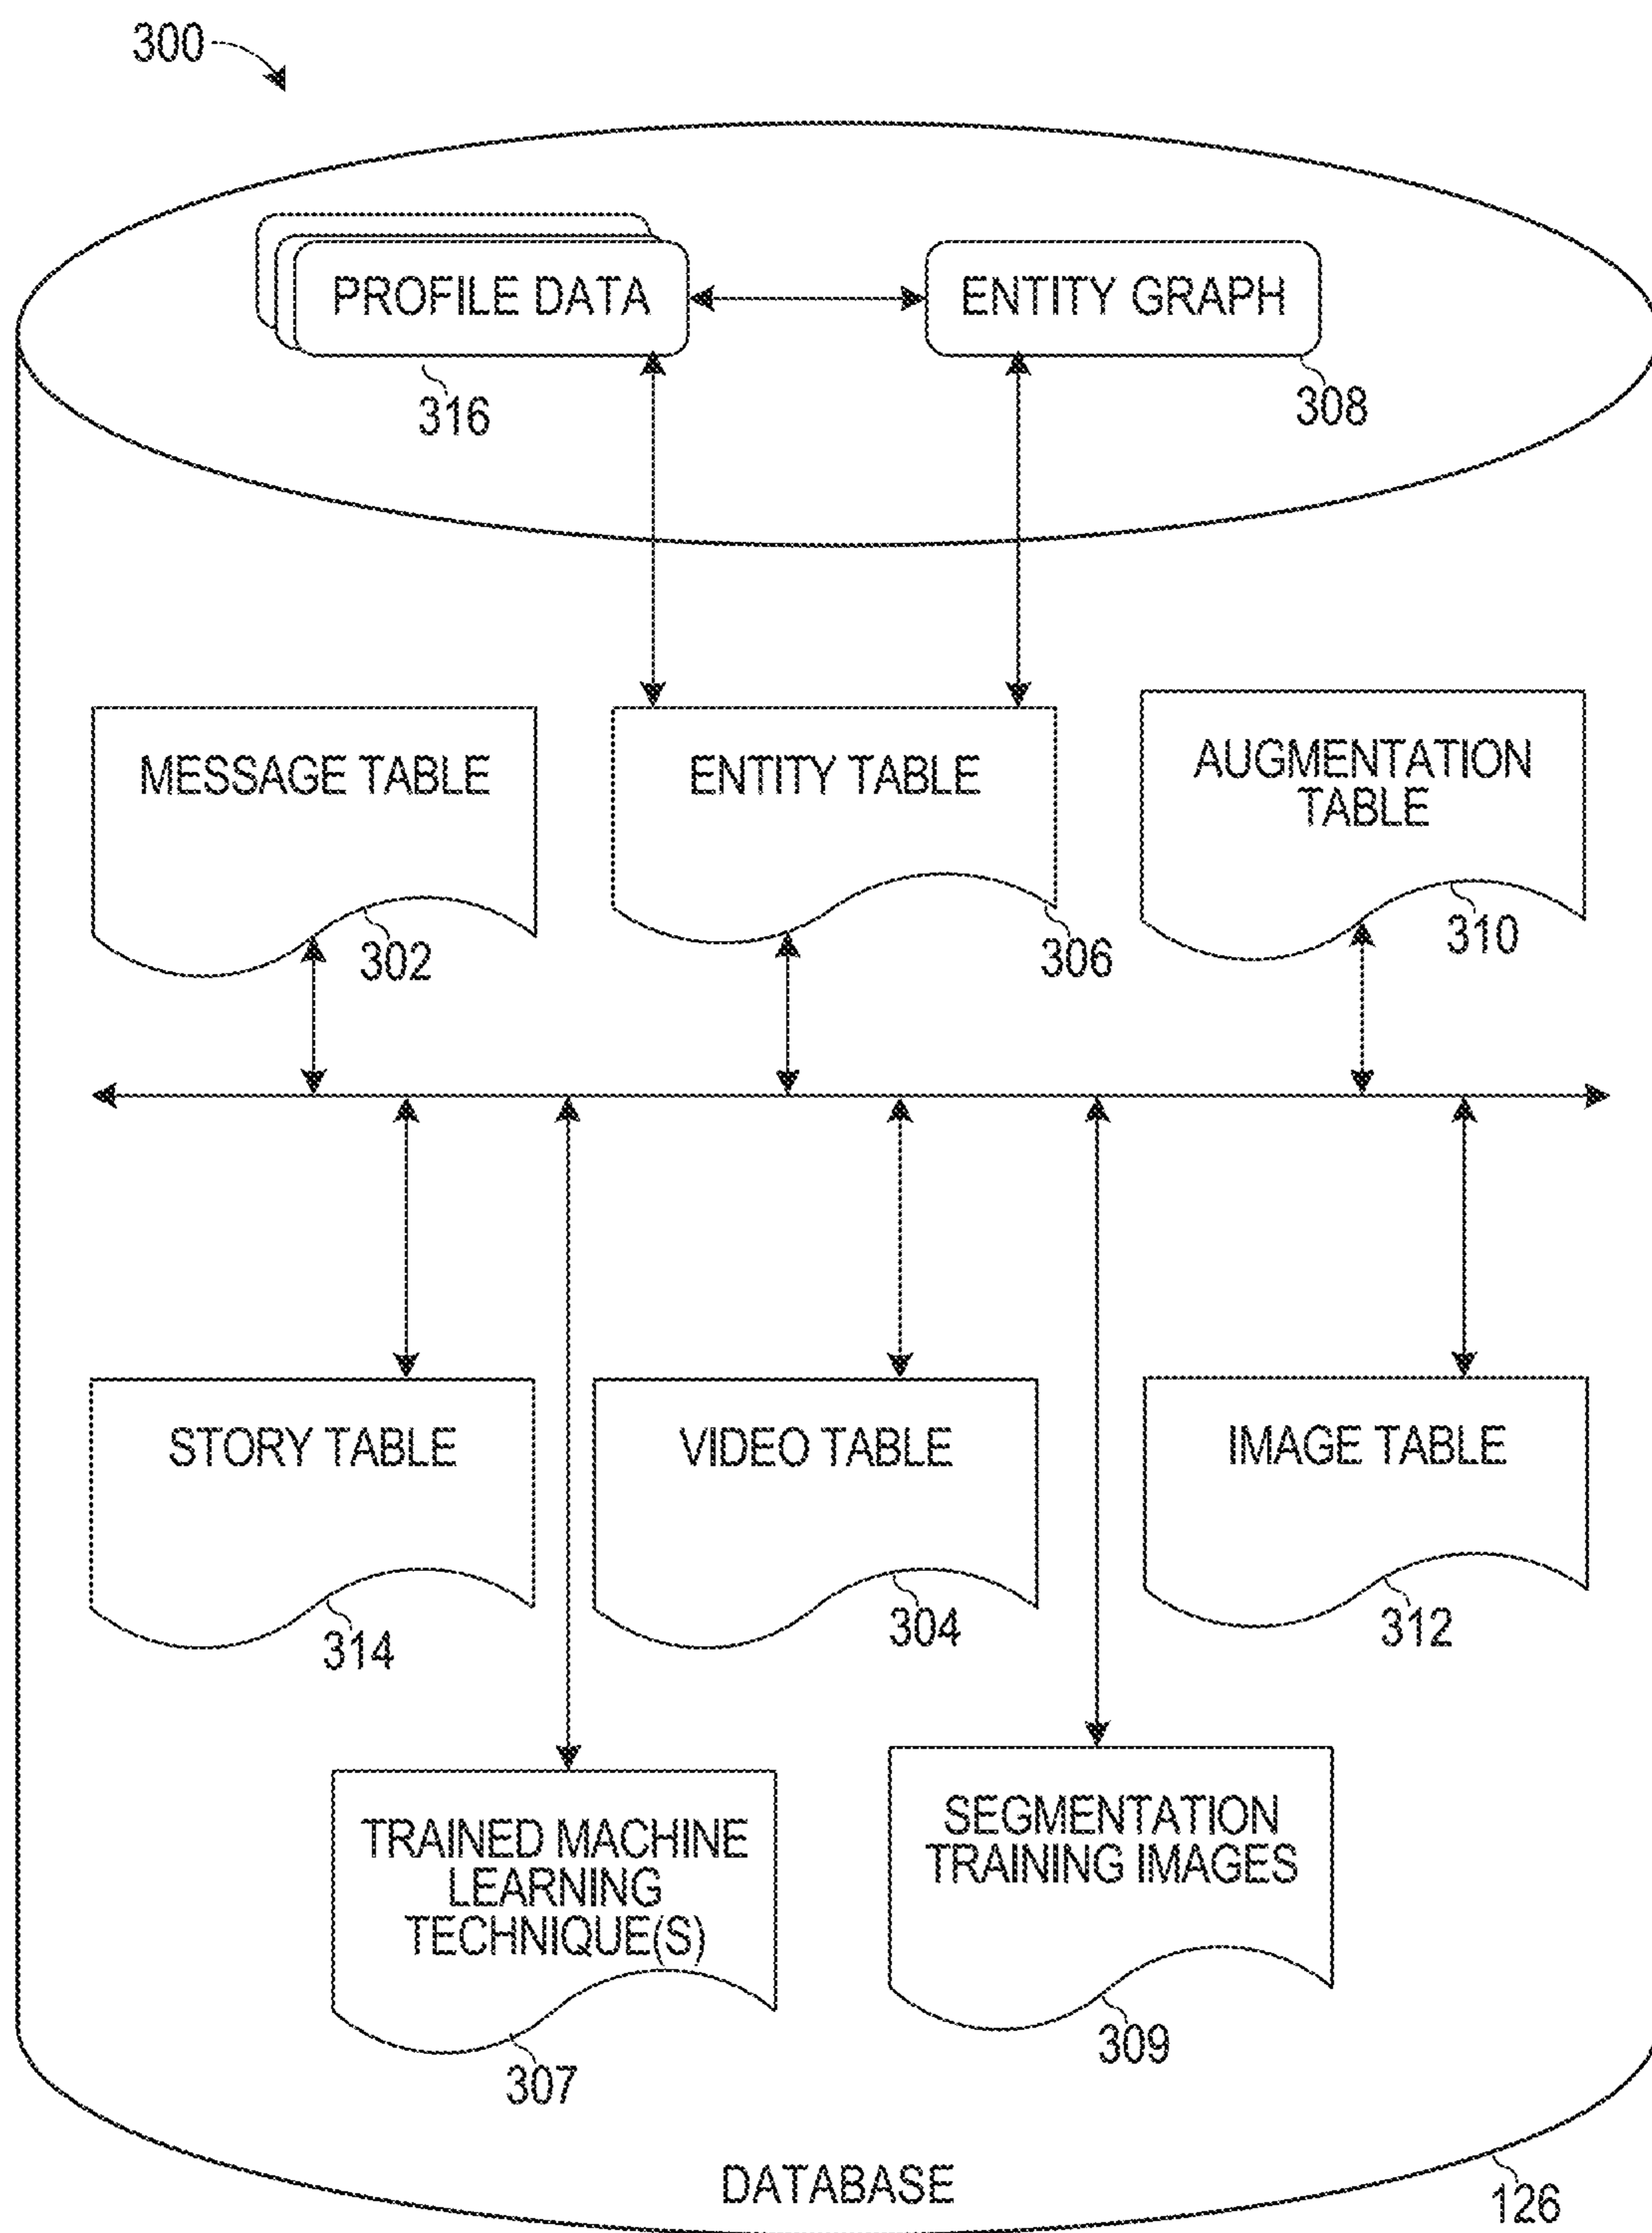 300
PROFILE DATA
ENTITY GRAPH
316
308
MESSAGE TABLE
ENTITY TABLE
AUGMENTATION
TABLE
302
306
310
STORY TABLE
VIDEO TABLE
IMAGE TABLE
314
304
312
TRAINED MACHINE
LEARNING
TECHNIQUE(S)
SEGMENTATION
TRAINING IMAGES
307
309
DATABASE
126